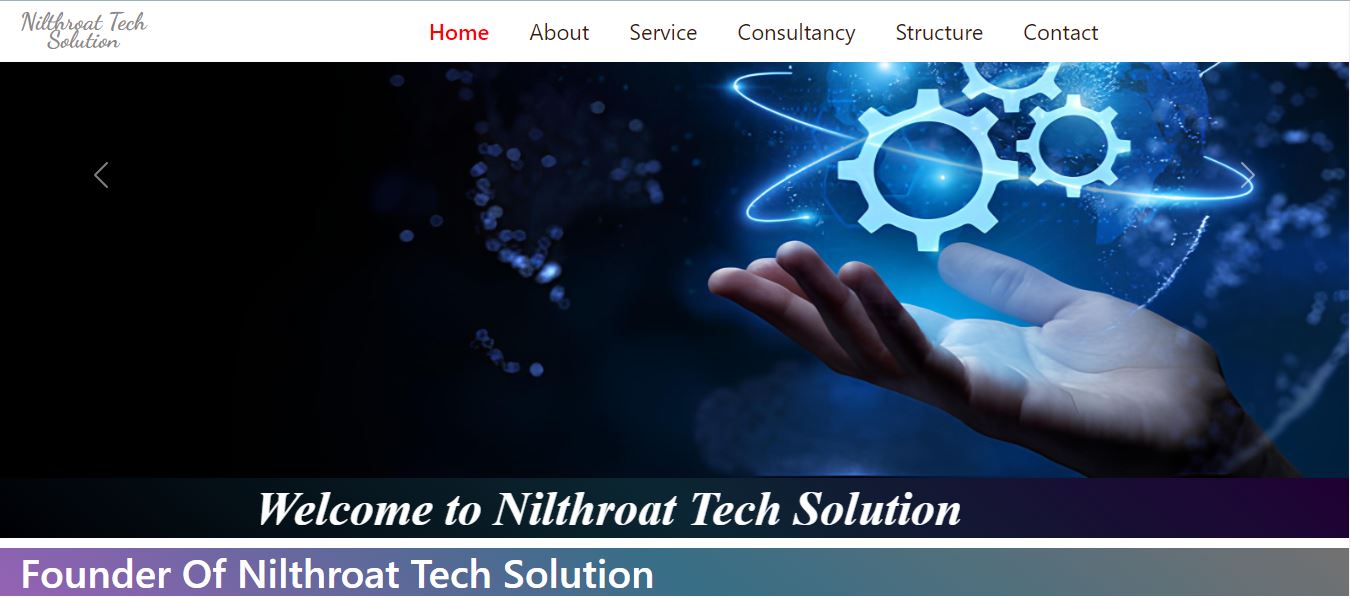 Nilthroat Tech
Solution
Home About Service Consultancy Structure Contact
Welcome to Nilthroat Tech Solution
Founder Of Nilthroat Tech Solution